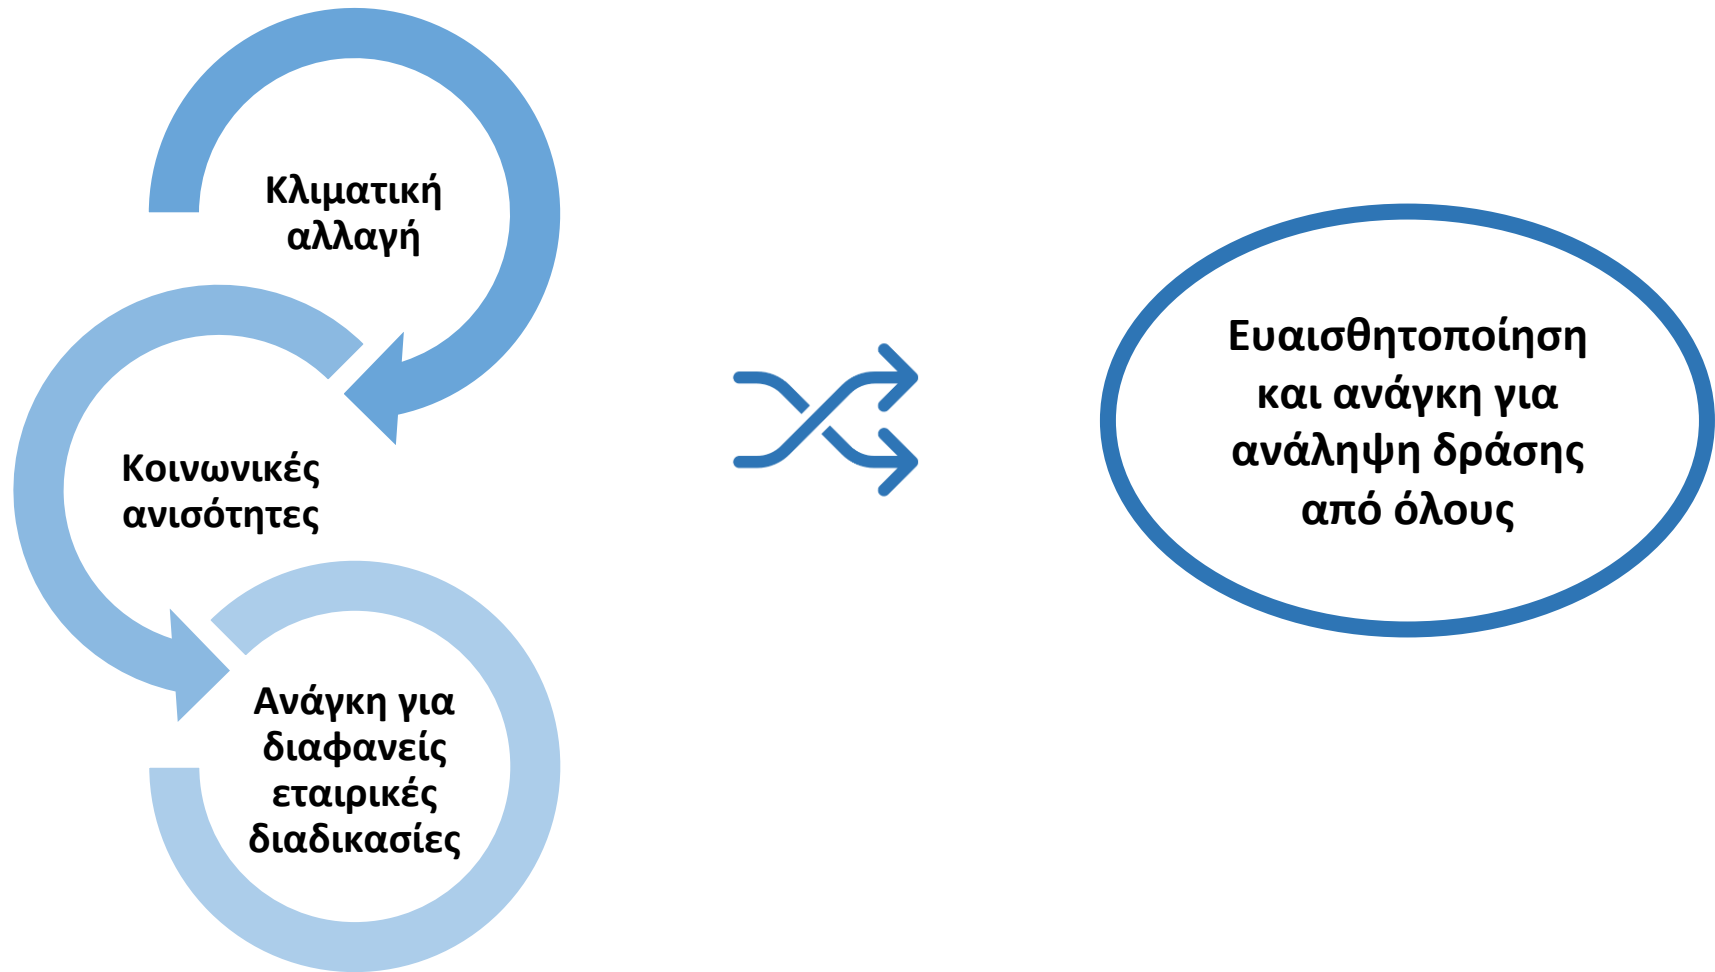 Κλιματική
αλλαγή
Κοινωνικές
ανισότητες
Ανάγκη για
διαφανείς
εταιρικές
διαδικασίες
Ευαισθητοποίηση
και ανάγκη για
ανάληψη δράσης
από όλους